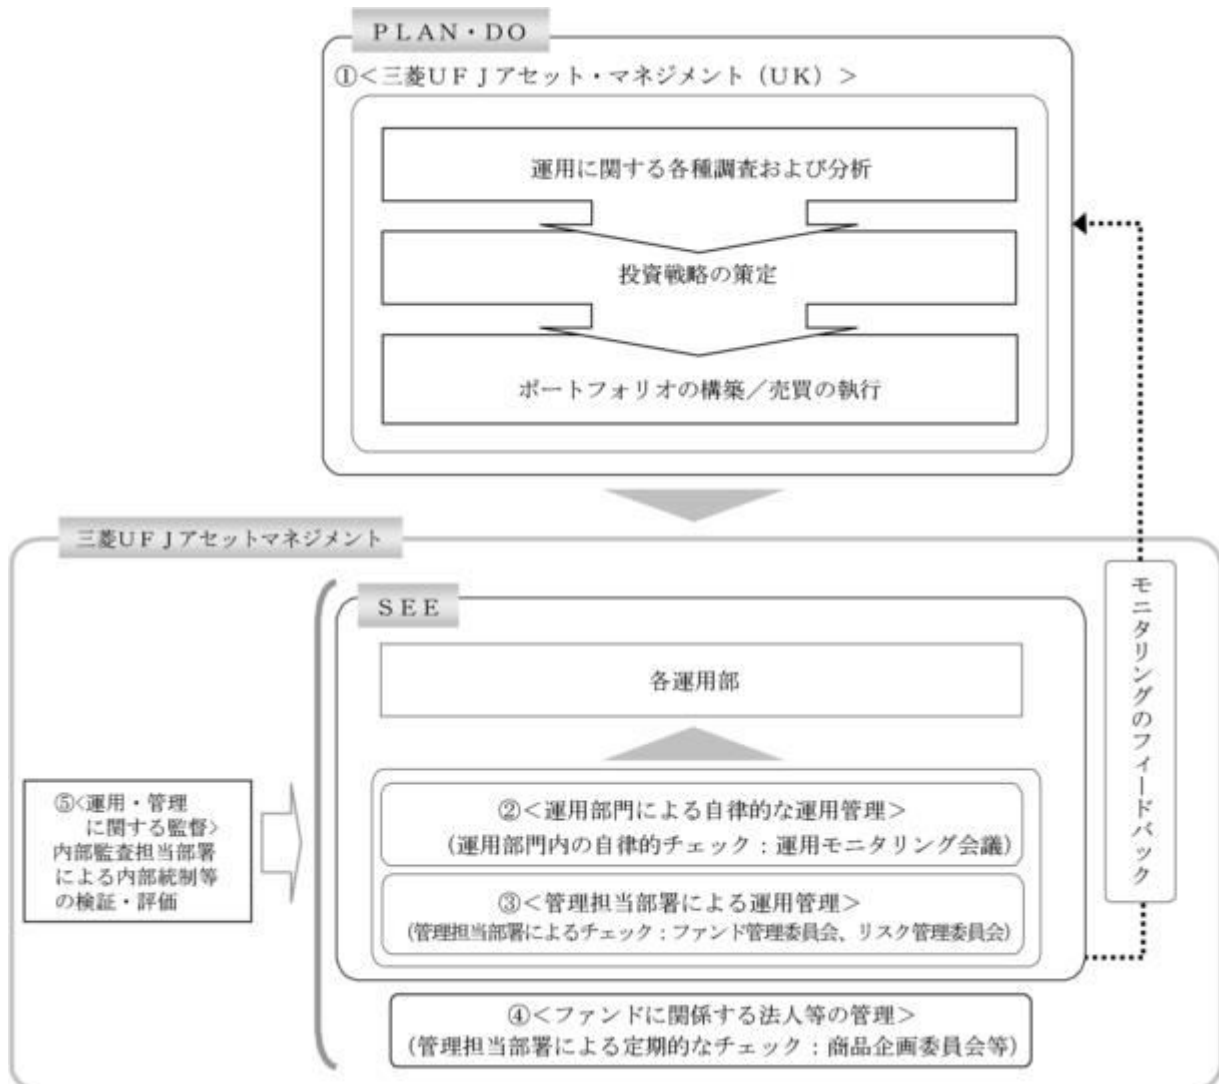 PLAN・DO
①＜三菱UFJアセット・マネジメント（UK）＞
運用に関する各種調査および分析
投資戦略の策定
ポートフォリオの構築／売買の執行
三菱UFJアセットマネジメント
SEE
各運用部
②＜運用部門による自律的な運用管理＞
（運用部門内の自律的チェック：運用モニタリング会議）
③＜管理担当部署による運用管理＞
（管理担当部署によるチェック：ファンド管理委員会、リスク管理委員会）
④＜ファンドに関係する法人等の管理＞
（管理担当部署による定期的なチェック：商品企画委員会等）
⑤＜運用・管理
に関する監督＞
内部監査担当部署
による内部統制等
の検証・評価
モニタリングのフィードバック